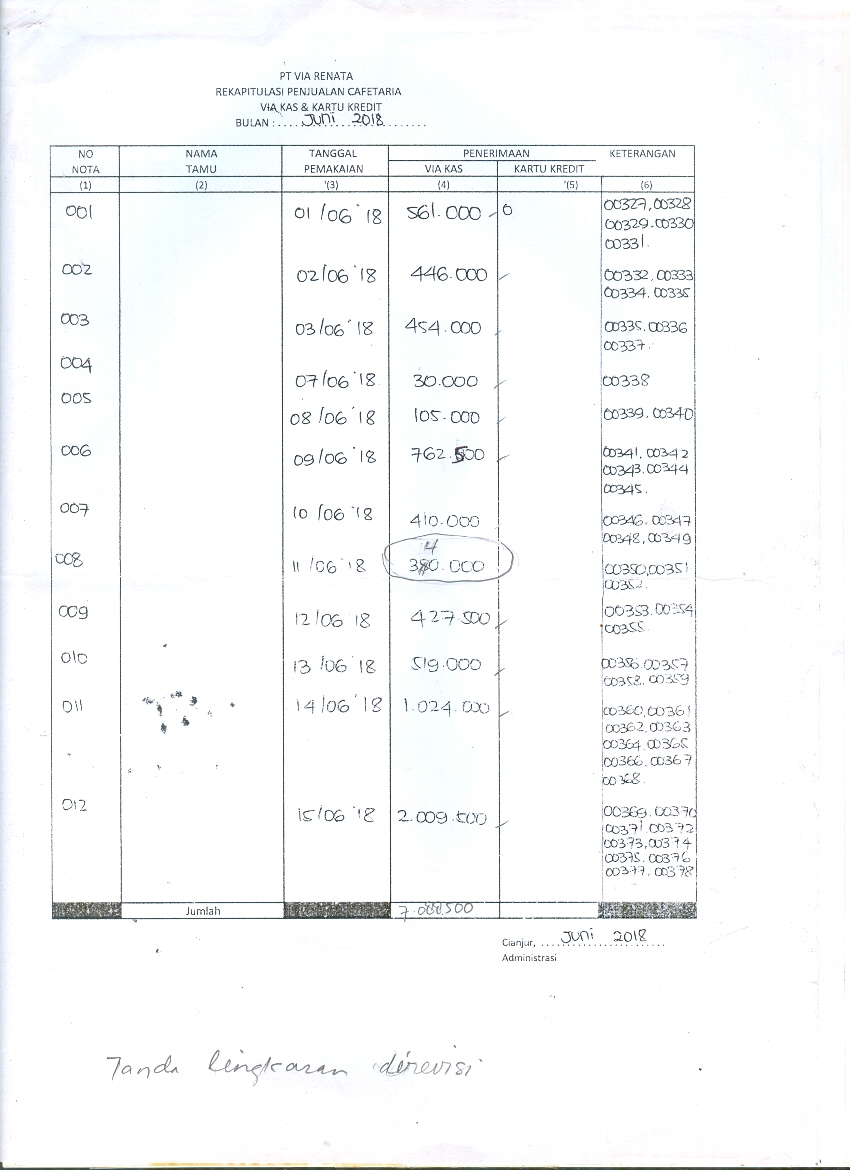 PT VIA RENATA
REKAPITULASI PENJUALAN CAFETARIA
VIA KAS & KARTU KREDIT
BULAN : .... Juni 2018 .......
NO NOTA NAMA TAMU TANGGAL PEMAKAIAN PENERIMAAN KETERANGAN
VIA KAS KARTU KREDIT
(1) (2) '(3) (4) '(5) (6)
001 01/06 '18 561.000 0 00327,00328
00329.00330
00331.
002 02/06 '18 446.000 00332,00333
00334.00335
003 03/06 '18 454.000 00335.00336
00337.
004 07/06 '18 30.000 00338
005 08/06 '18 105.000 00339.00340
006 09/06 '18 762.500 00341,00342
00343.00344
00345.
007 10/06 '18 410.000 00346.00347
00348,00349
4
008 11/06 '18 380.000 00350,00351
00352.
009 12/06 '18 427.500 00353.00354
00355.
010 13/06 '18 519.000 00356.00357
00358.00359
011 14/06 '18 1.024.000 00360,00361
00362,00363
00364.00365
00366.00367
00368.
012 15/06 '18 2.009.500 00369.00370
00371.00372
00373,00374
00375.00376
00377.00378
Jumlah 7.088.500
Cianjur, .... Juni 2018 .......
Administrasi
Tanda lingkaran direvisi